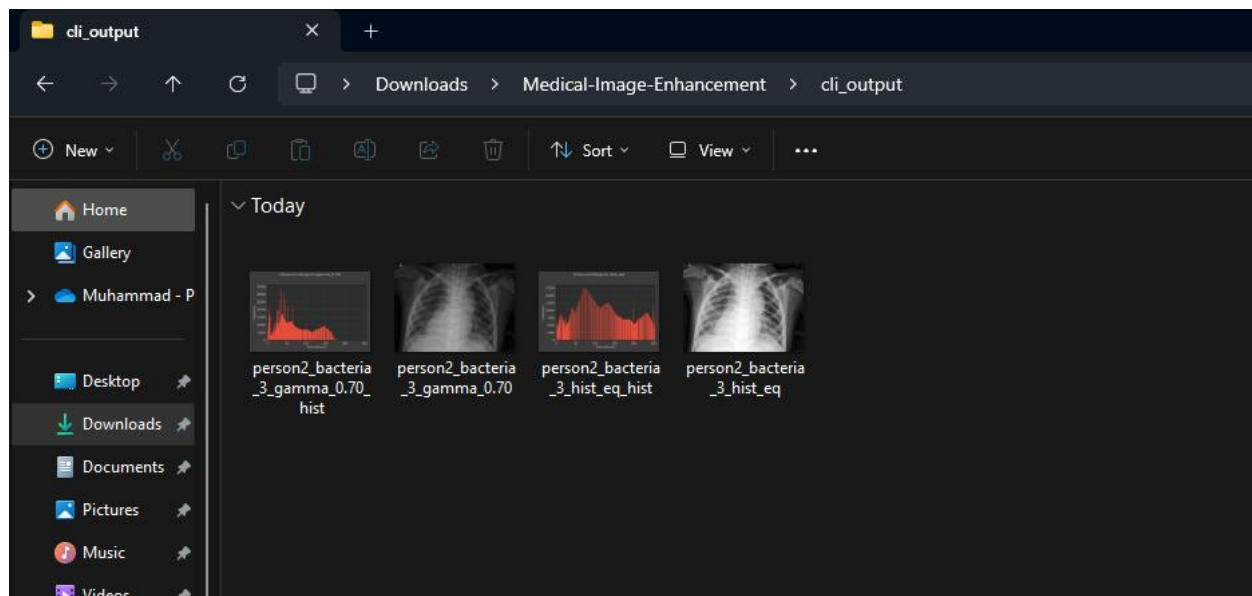 cli_output
Downloads > Medical-Image-Enhancement > cli_output
New Sort View ...
Home
Gallery
Muhammad - P
Desktop
Downloads
Documents
Pictures
Music
Videos
Today
person2_bacteria
_3_gamma_0.70_
hist
person2_bacteria
_3_gamma_0.70
person2_bacteria
_3_hist_eq_hist
person2_bacteria
_3_hist_eq